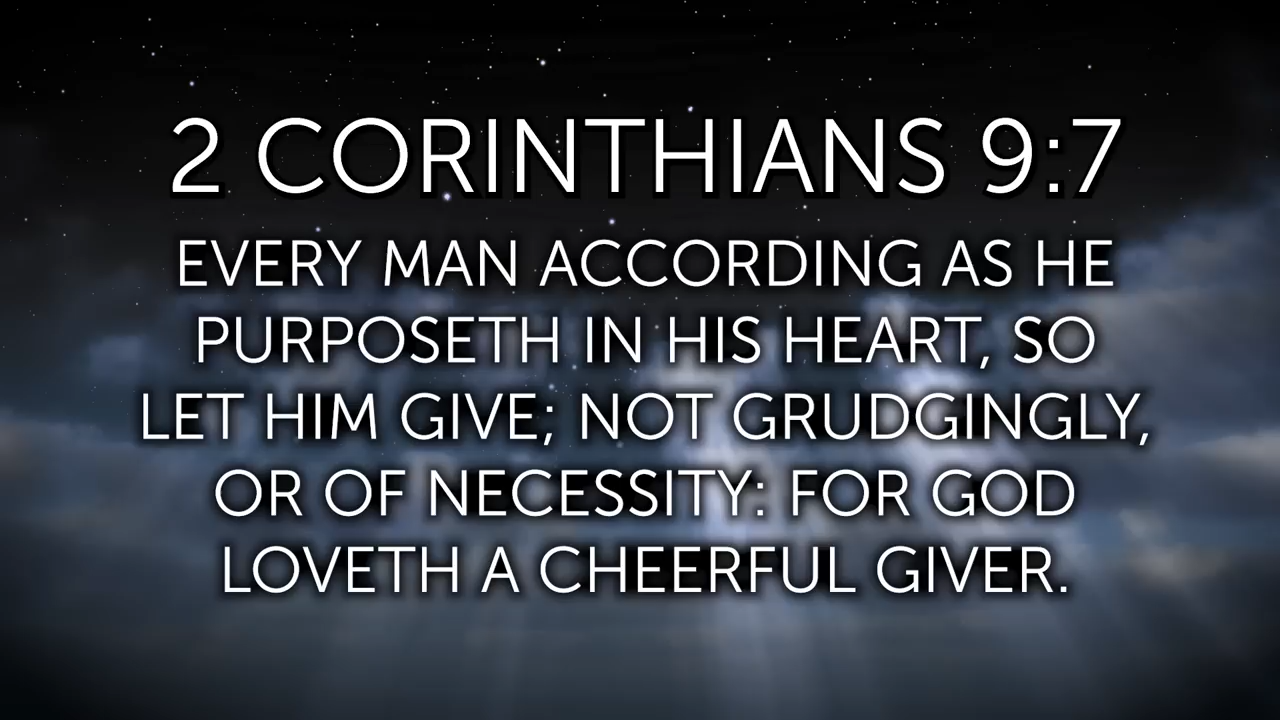 2 CORINTHIANS 9:7
EVERY MAN ACCORDING AS HE
PURPOSETH IN HIS HEART, SO
LET HIM GIVE; NOT GRUDGINGLY,
OR OF NECESSITY: FOR GOD
LOVETH A CHEERFUL GIVER.